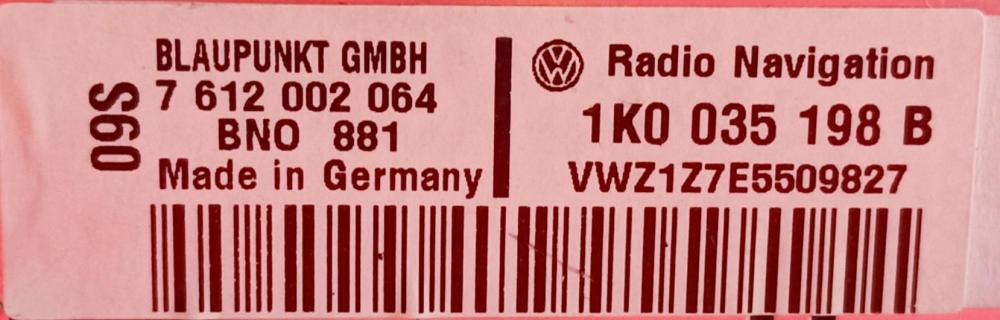 09S
BLAUPUNKT GMBH
7 612 002 064
BNO 881
Made in Germany
Radio Navigation
1K0 035 198 B
VWZ1Z7E5509827